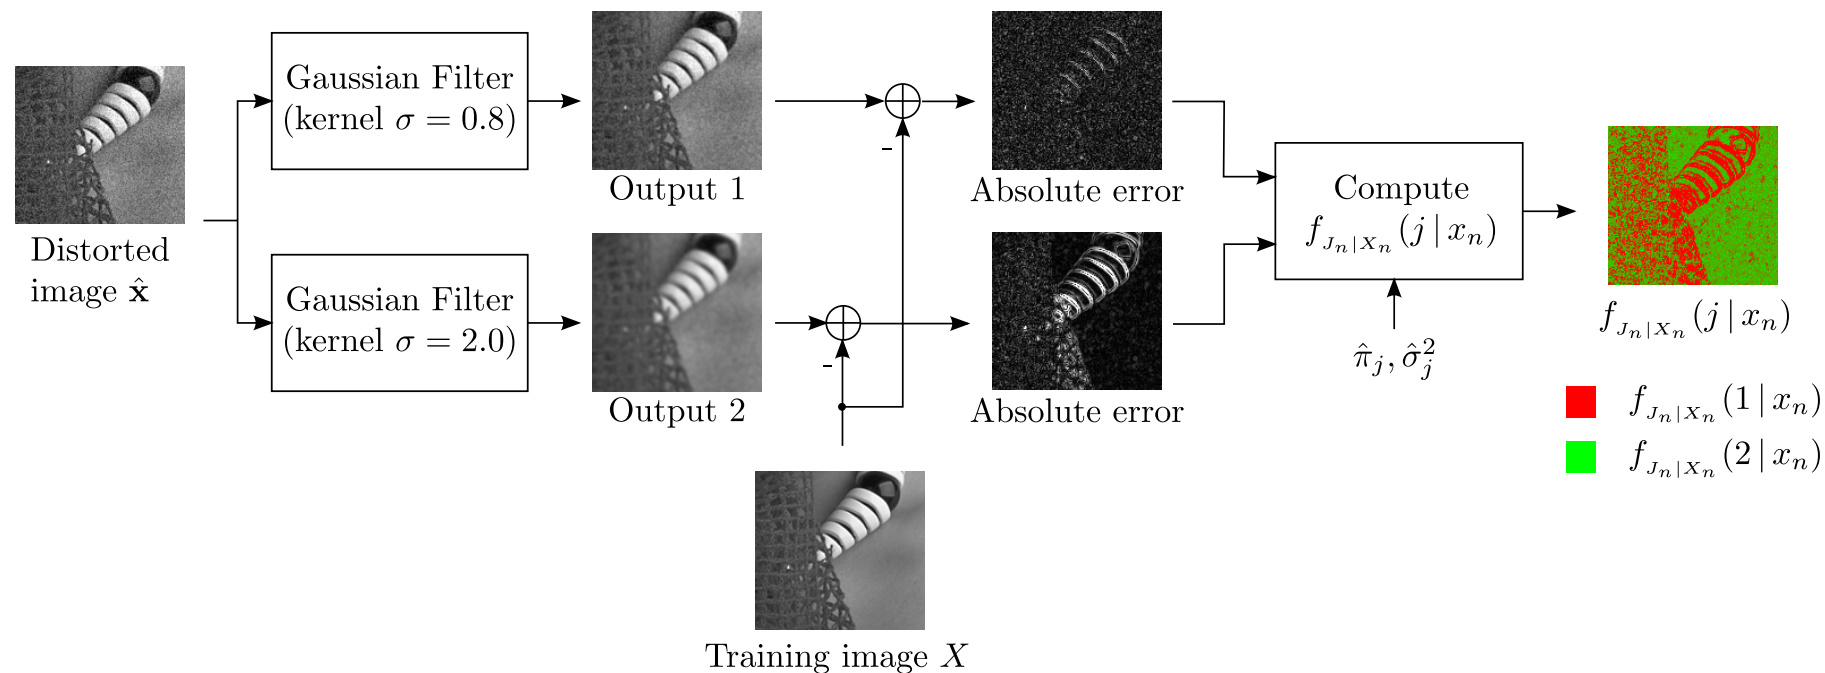 Distorted
image x̂
Gaussian Filter
(kernel σ = 0.8)
Gaussian Filter
(kernel σ = 2.0)
Output 1
Output 2
-
-
Training image X
Absolute error
Absolute error
Compute
f_{J_n|X_n}(j | x_n)
π̂_j, σ̂_j^2
f_{J_n|X_n}(j | x_n)
f_{J_n|X_n}(1 | x_n)
f_{J_n|X_n}(2 | x_n)